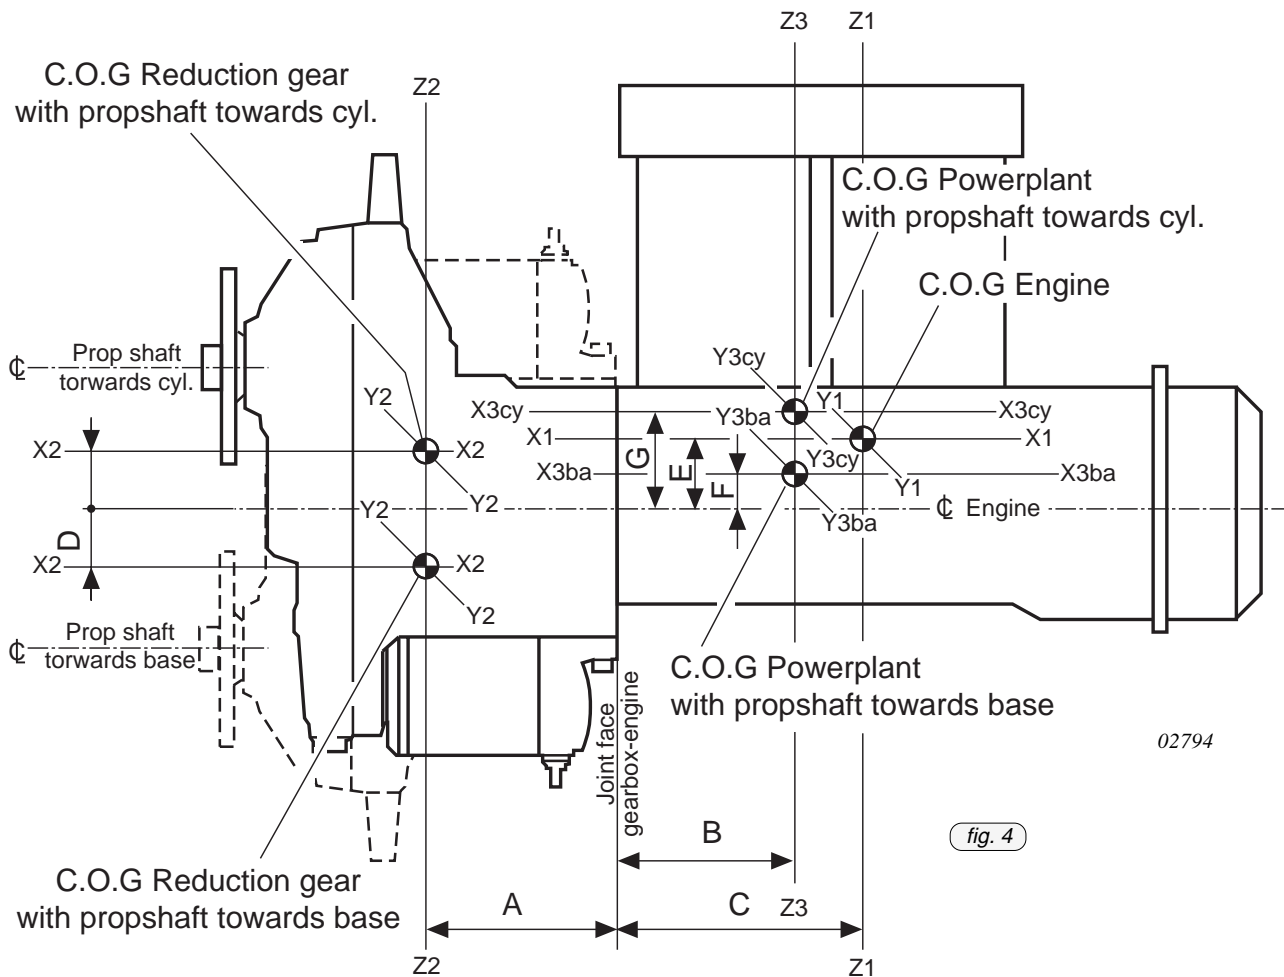 Z3 Z1
C.O.G Reduction gear
with propshaft towards cyl.
Z2
C.O.G Powerplant
with propshaft towards cyl.
C.O.G Engine
℄ Prop shaft
torwards cyl.
Y3cy
Y2 Y3ba Y1
X3cy X3cy
X1 X1
X2 X2
G E F
Y3cy
X3ba X3ba
Y1
Y2 Y2
Y3ba
℄ Engine
D
X2 X2
Y2
℄ Prop shaft
torwards base
C.O.G Powerplant
with propshaft towards base
Joint face
gearbox-engine
02794
B
fig. 4
C.O.G Reduction gear
with propshaft towards base
A C Z3
Z2 Z1